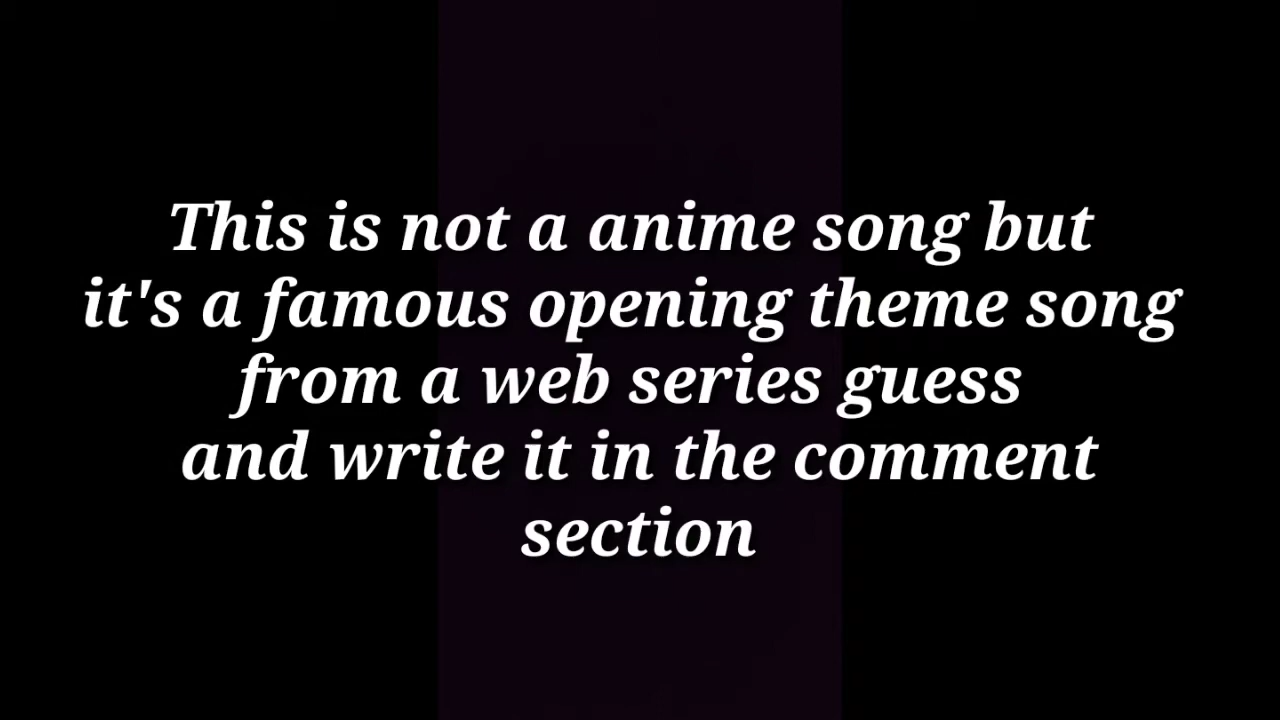 This is not a anime song but
it's a famous opening theme song
from a web series guess
and write it in the comment
section